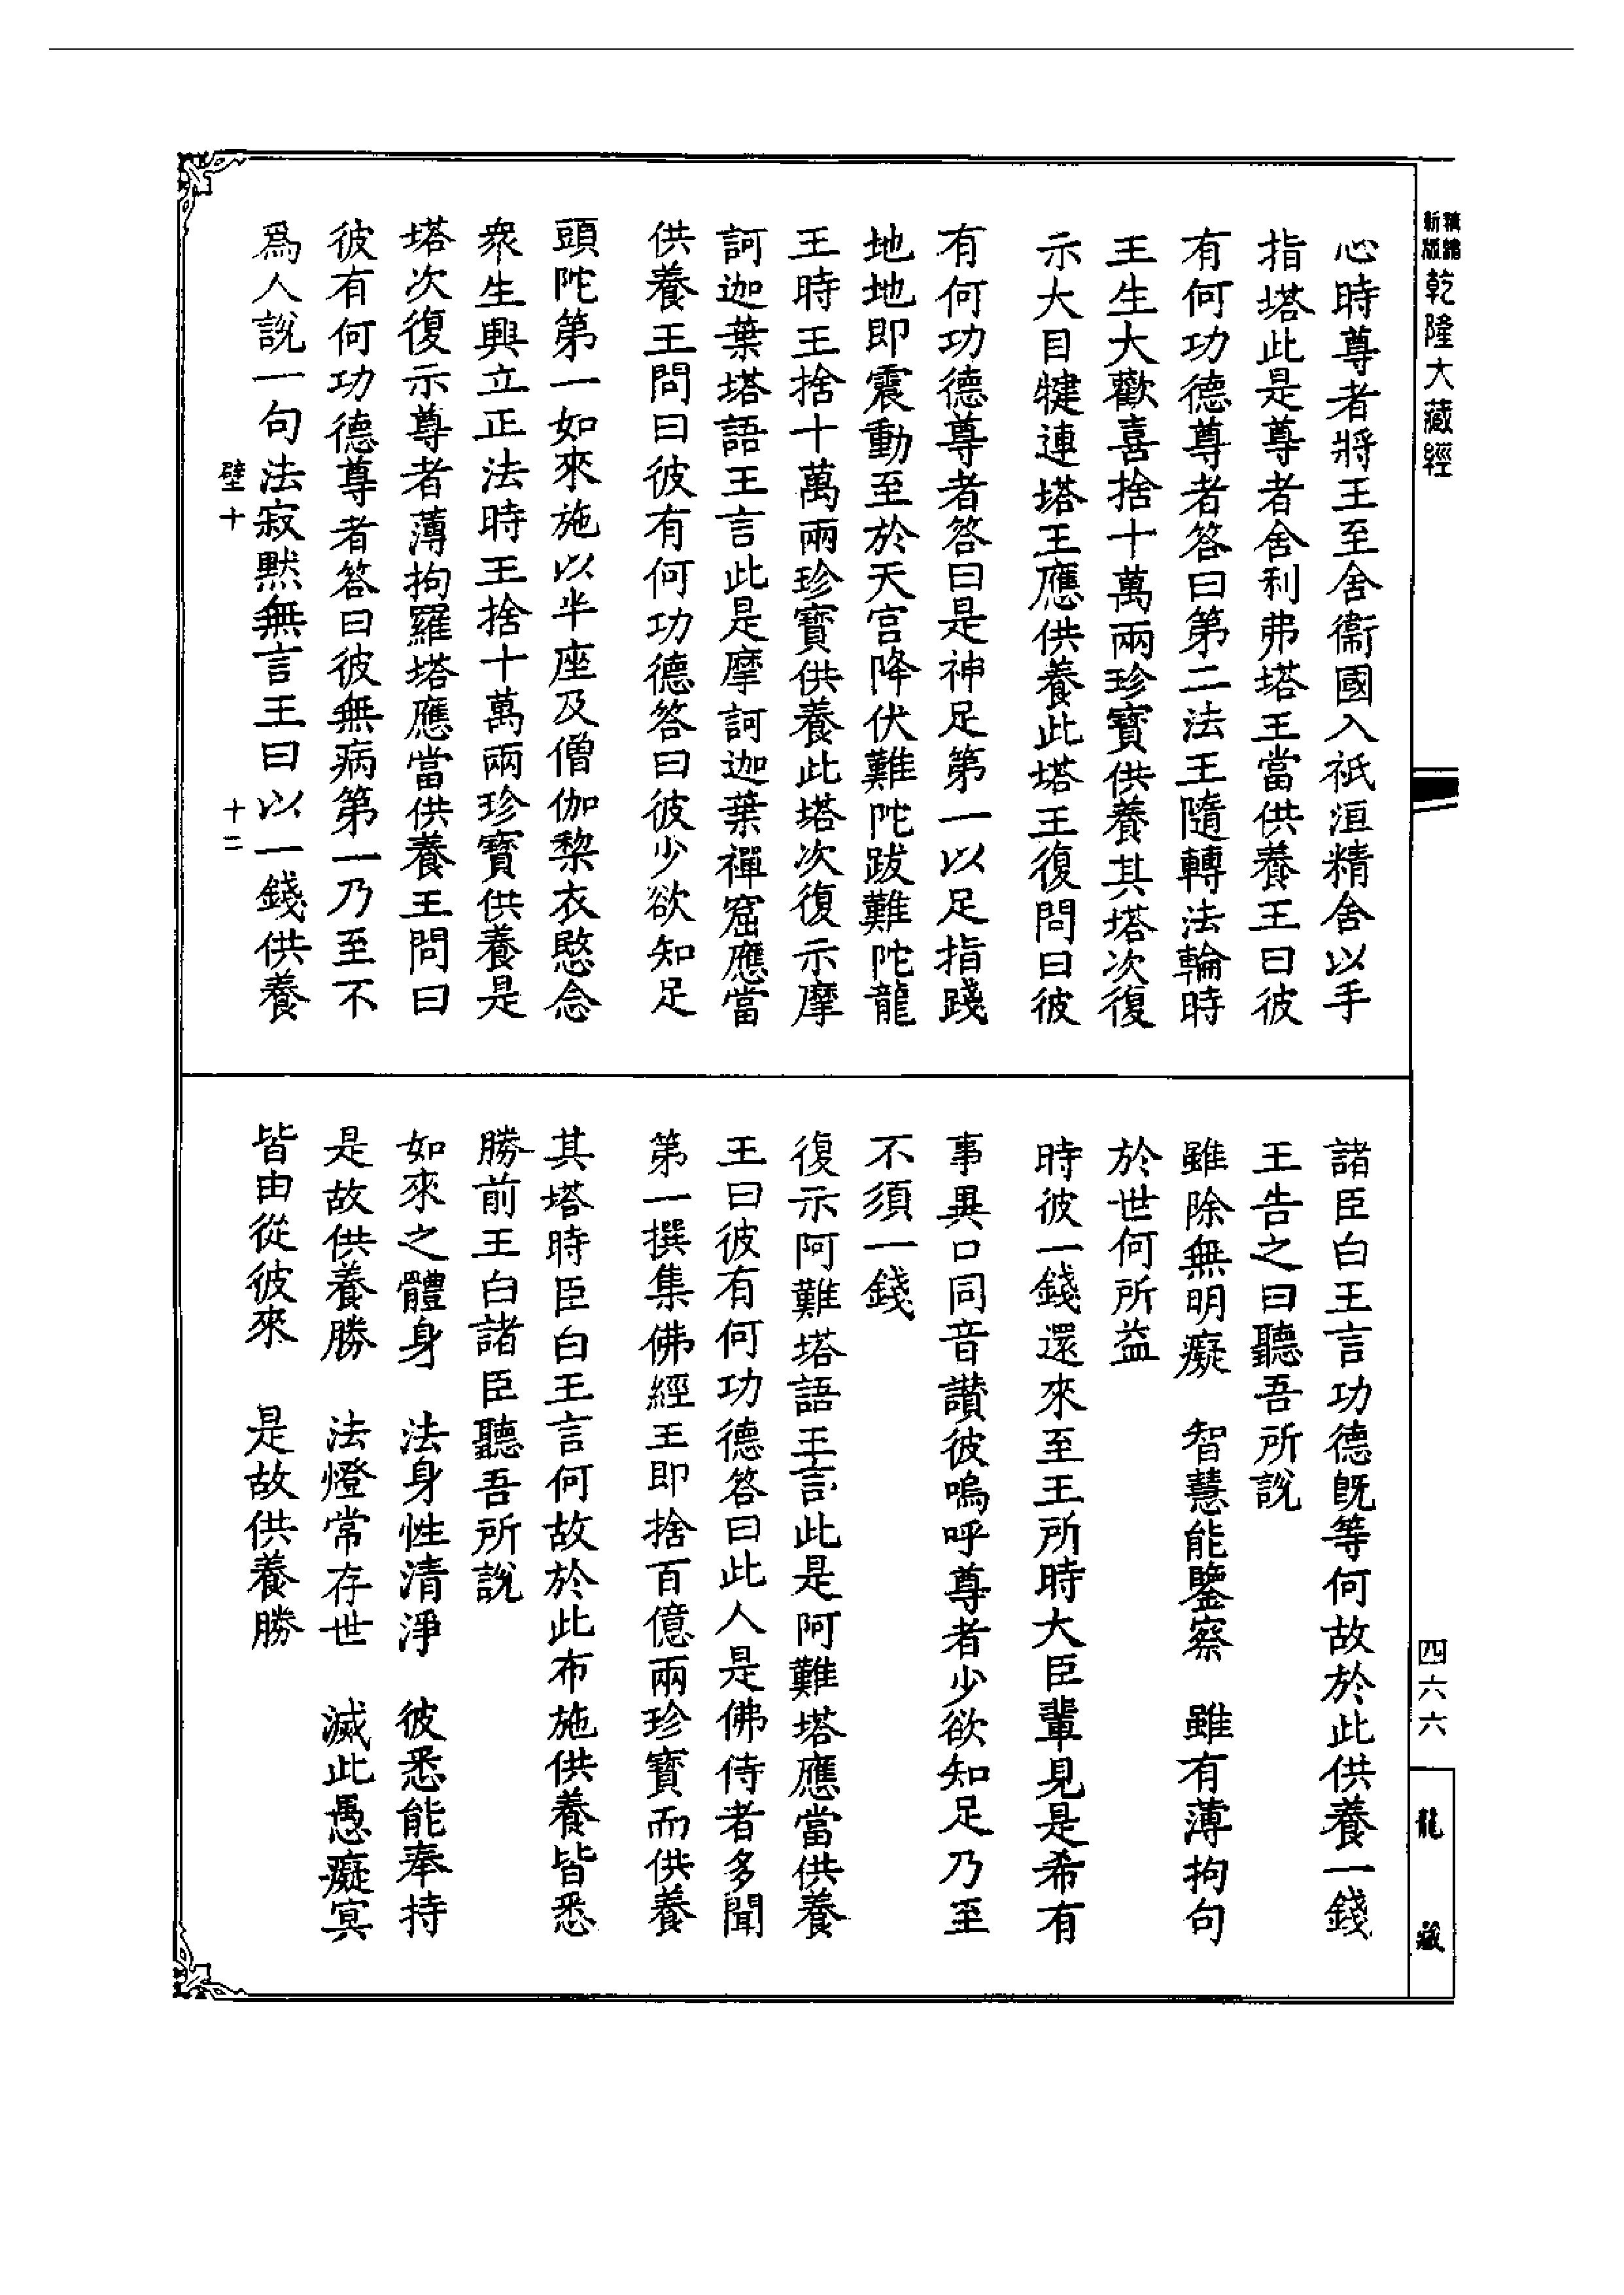 精縮新版乾隆大藏經
心時尊者將王至舍衞國入祇洹精舍以手
指塔此是尊者舍利弗塔王當供養王曰彼
有何功德尊者答曰第二法王隨轉法輪時
王生大歡喜捨十萬兩珍寶供養其塔次復
示大目犍連塔王應供養此塔王復問曰彼
有何功德尊者答曰是神足第一以足指踐
地地即震動至於天宮降伏難陀跋難陀龍
王時王捨十萬兩珍寶供養此塔次復示摩
訶迦葉塔語王言此是摩訶迦葉禪窟應當
供養王問曰彼有何功德答曰彼少欲知足
頭陀第一如來施以半座及僧伽棃衣愍念
衆生興立正法時王捨十萬兩珍寶供養是
塔次復示尊者薄拘羅塔應當供養王問曰
彼有何功德尊者答曰彼無病第一乃至不
爲人說一句法寂默無言王曰以一錢供養
壁十 十二
諸臣白王言功德旣等何故於此供養一錢
王告之曰聽吾所說
雖除無明癡 智慧能鑒察 雖有薄拘句
於世何所益
時彼一錢還來至王所時大臣輩見是希有
事異口同音讚彼嗚呼尊者少欲知足乃至
不須一錢
復示阿難塔語王言此是阿難塔應當供養
王曰彼有何功德答曰此人是佛侍者多聞
第一撰集佛經王即捨百億兩珍寶而供養
其塔時臣白王言何故於此布施供養皆悉
勝前王白諸臣聽吾所說
如來之體身 法身性清淨 彼悉能奉持
是故供養勝 法燈常存世 滅此愚癡冥
皆由從彼來 是故供養勝
四六六
龍藏